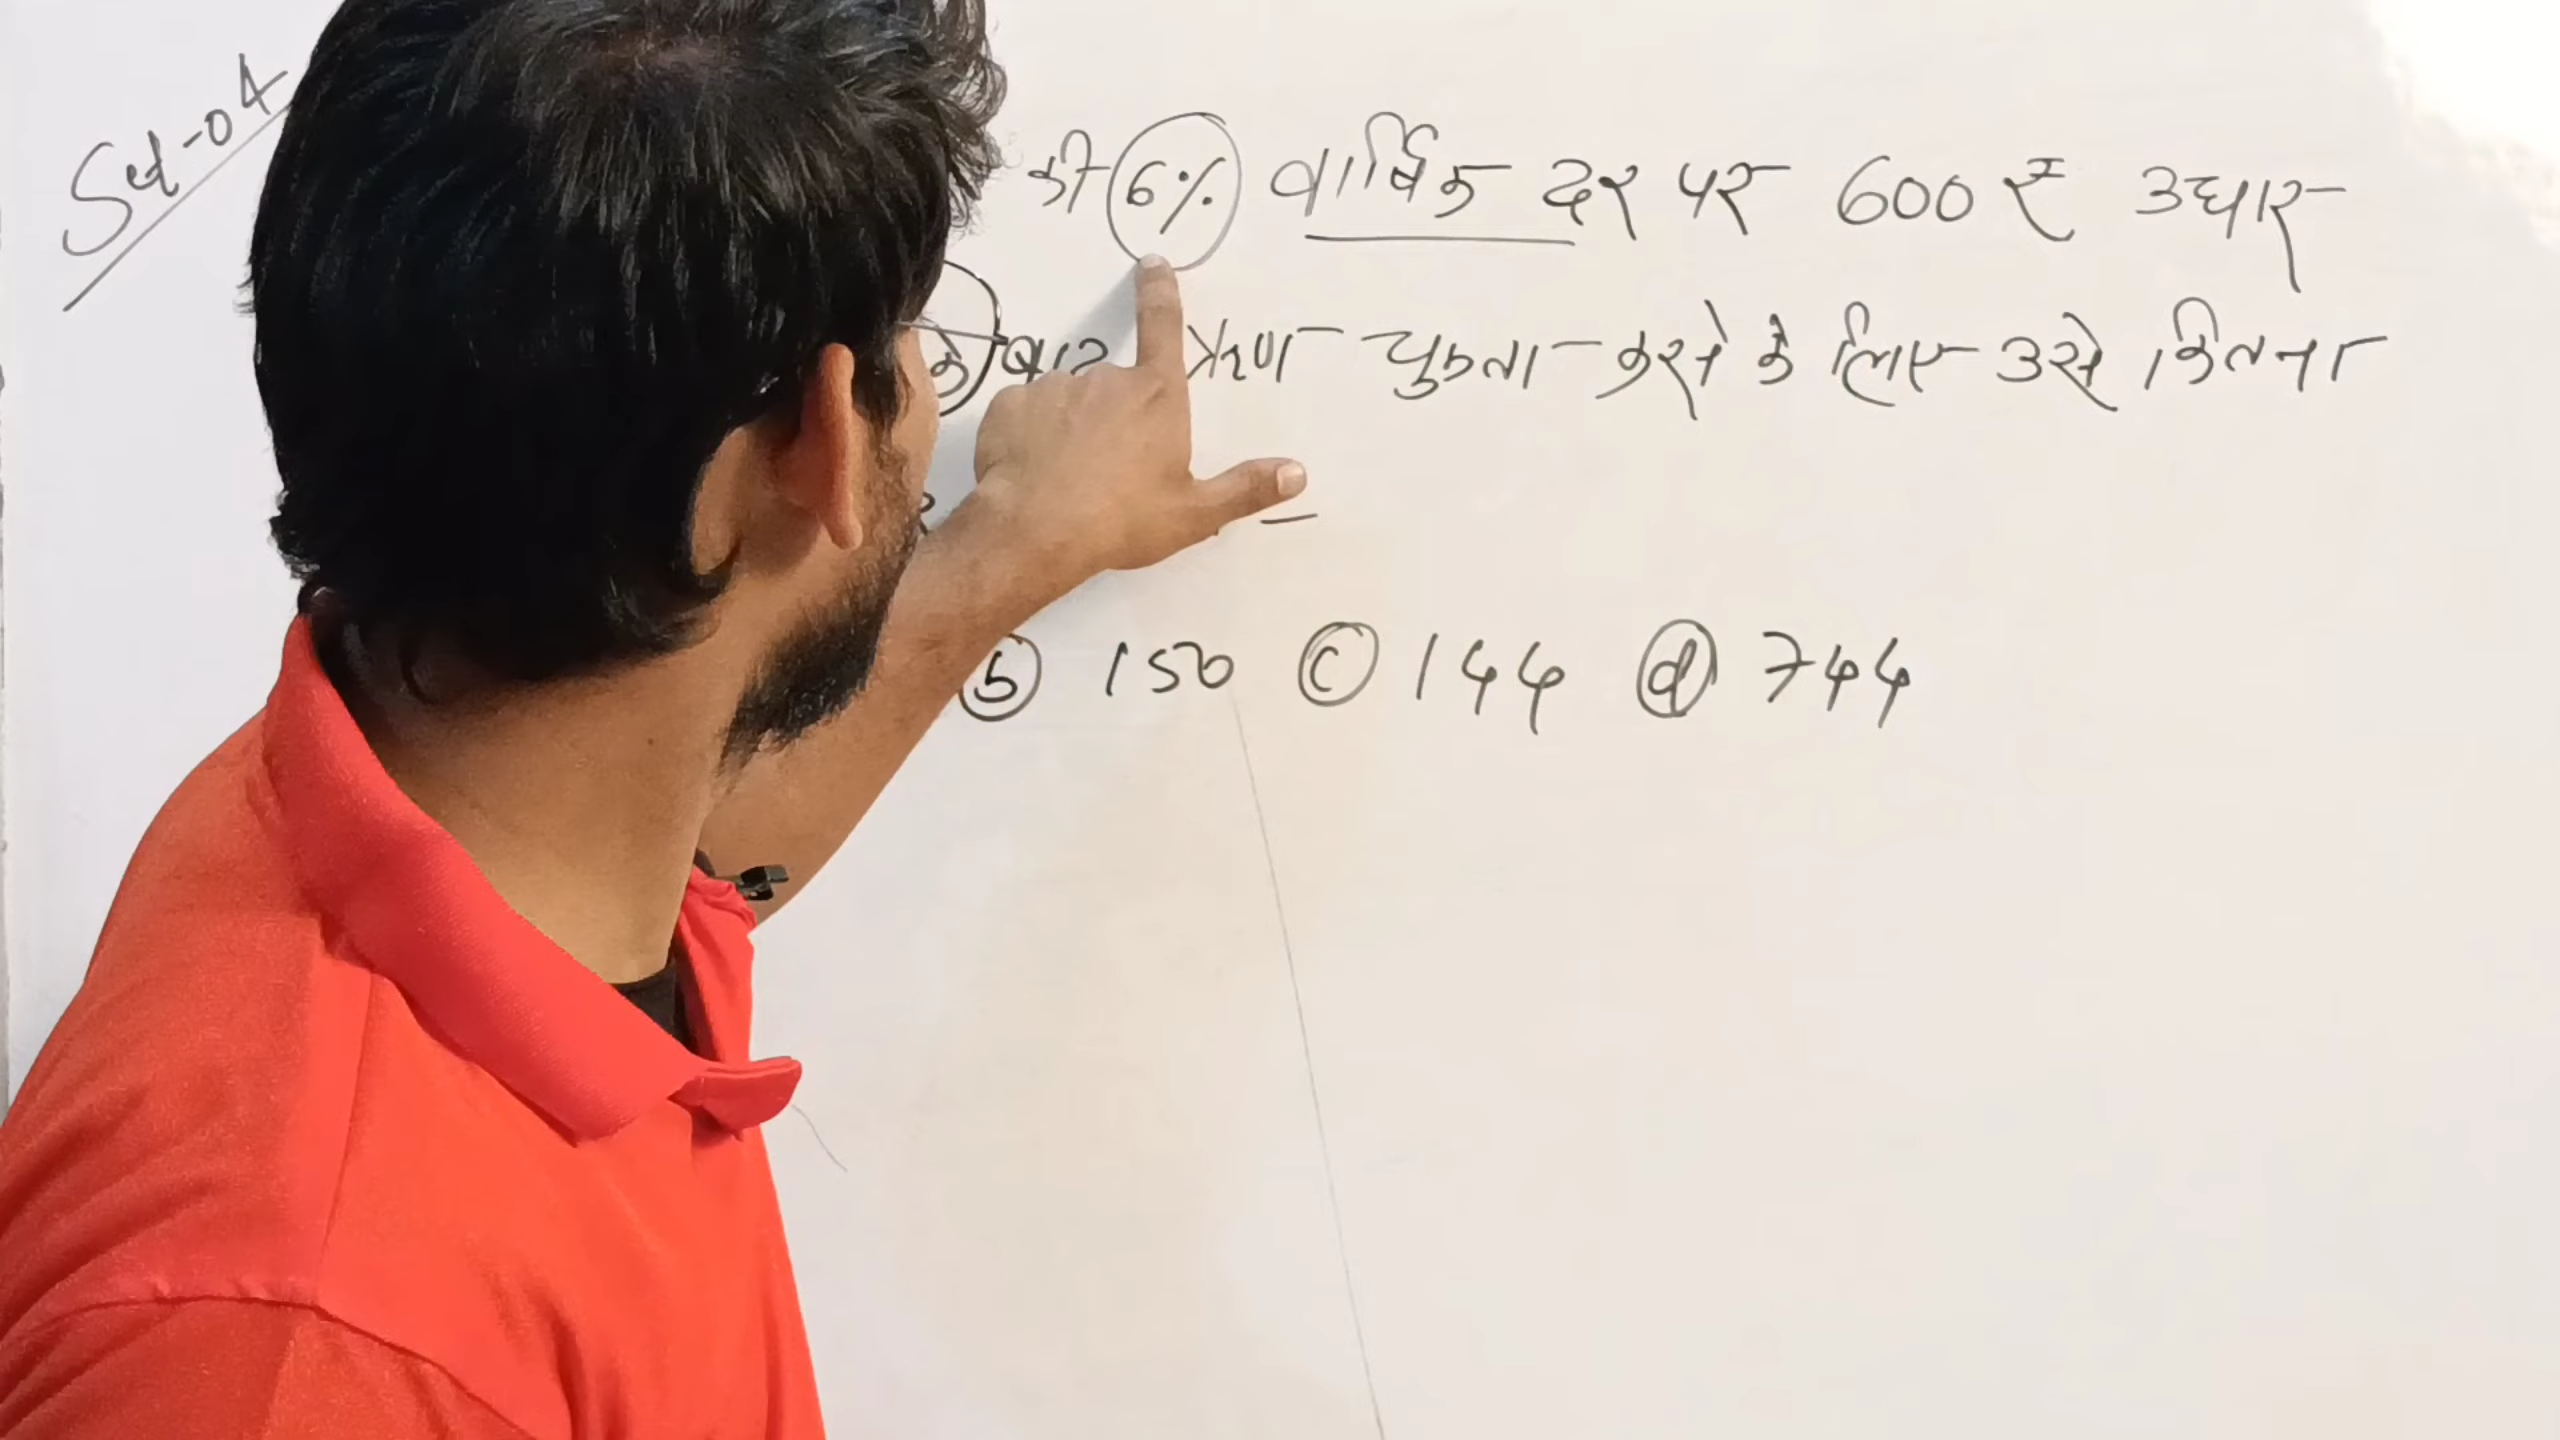 Set-04
की 6% वार्षिक दर पर 600 ₹ उधार
के बाद ऋण चुकता करने के लिए उसे कितना
ⓑ 150 ⓒ 144 ⓓ 744